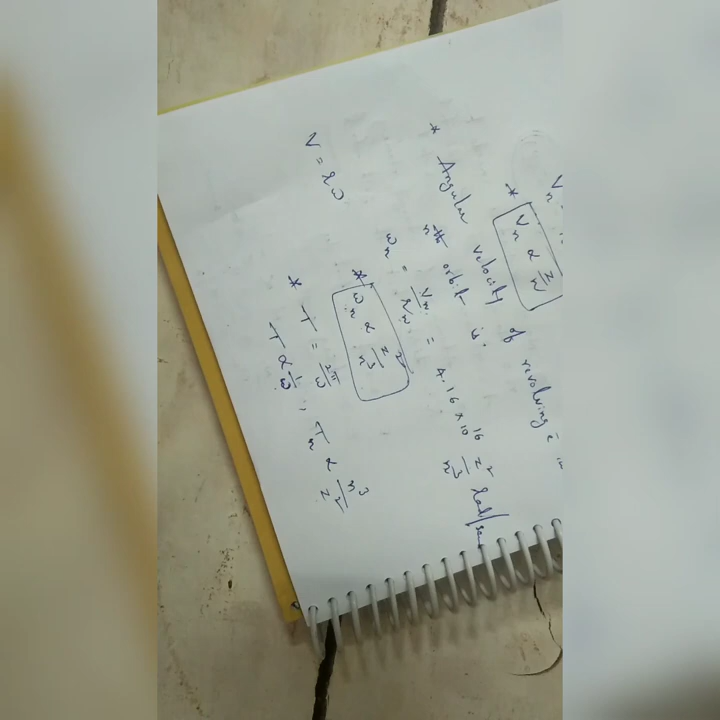 * Vₙ ∝ z/n
* Angular velocity of revolving ē in
nth orbit is.
V = rω
ωₙ = Vₙ/rₙ = 4.16 × 10¹⁶ z²/n³ rad/sec
* ωₙ ∝ z²/n³
* T = 2π/ω
T ∝ 1/ω , Tₙ ∝ n³/z²